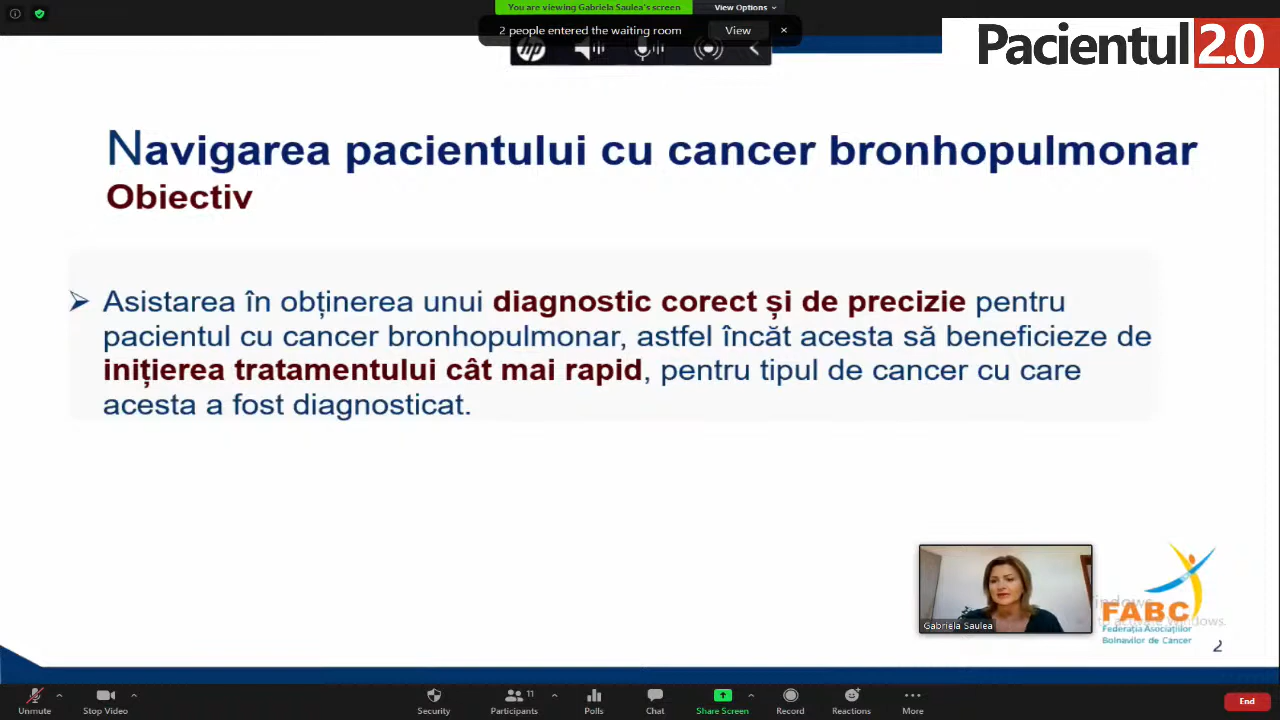 You are viewing Gabriela Saulea's screen
View Options
2 people entered the waiting room
View
Pacientul 2.0
Navigarea pacientului cu cancer bronhopulmonar
Obiectiv
Asistarea în obținerea unui diagnostic corect și de precizie pentru
pacientul cu cancer bronhopulmonar, astfel încât acesta să beneficieze de
inițierea tratamentului cât mai rapid, pentru tipul de cancer cu care
acesta a fost diagnosticat.
Gabriela Saulea
FABC
Federația Asociațiilor
Bolnavilor de Cancer
2
Unmute
Stop Video
Security
Participants
11
Polls
Chat
Share Screen
Record
Reactions
More
End